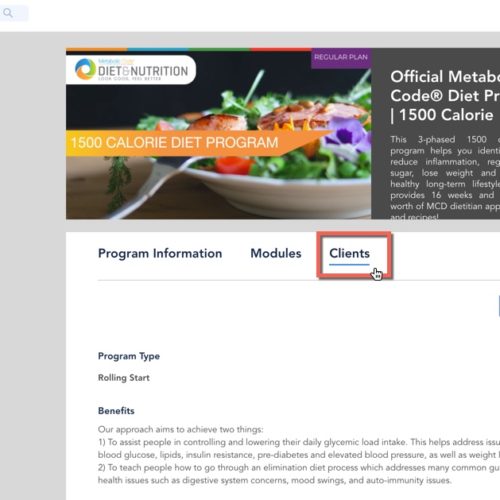 Metabolic Code
DIET&NUTRITION
LOOK GOOD, FEEL BETTER
REGULAR PLAN
1500 CALORIE DIET PROGRAM
Official Metabo
Code® Diet Pr
| 1500 Calorie
This 3-phased 1500 c
program helps you identi
reduce inflammation, reg
sugar, lose weight and
healthy long-term lifestyle
provides 16 weeks and
worth of MCD dietitian app
and recipes!
Program Information
Modules
Clients
Program Type
Rolling Start
Benefits
Our approach aims to achieve two things:
1) To assist people in controlling and lowering their daily glycemic load intake. This helps address issu
blood glucose, lipids, insulin resistance, pre-diabetes and elevated blood pressure, as well as weight l
2) To teach people how to go through an elimination diet process which addresses many common gu
health issues such as digestive system concerns, mood swings, and auto-immunity issues.